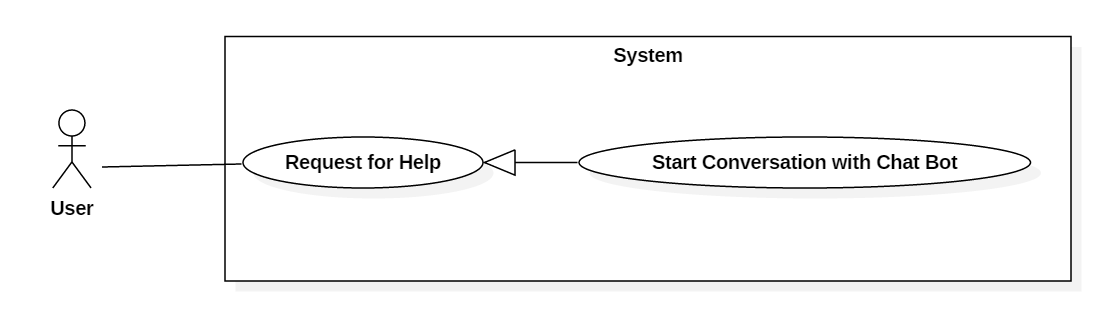 System
Request for Help
Start Conversation with Chat Bot
User